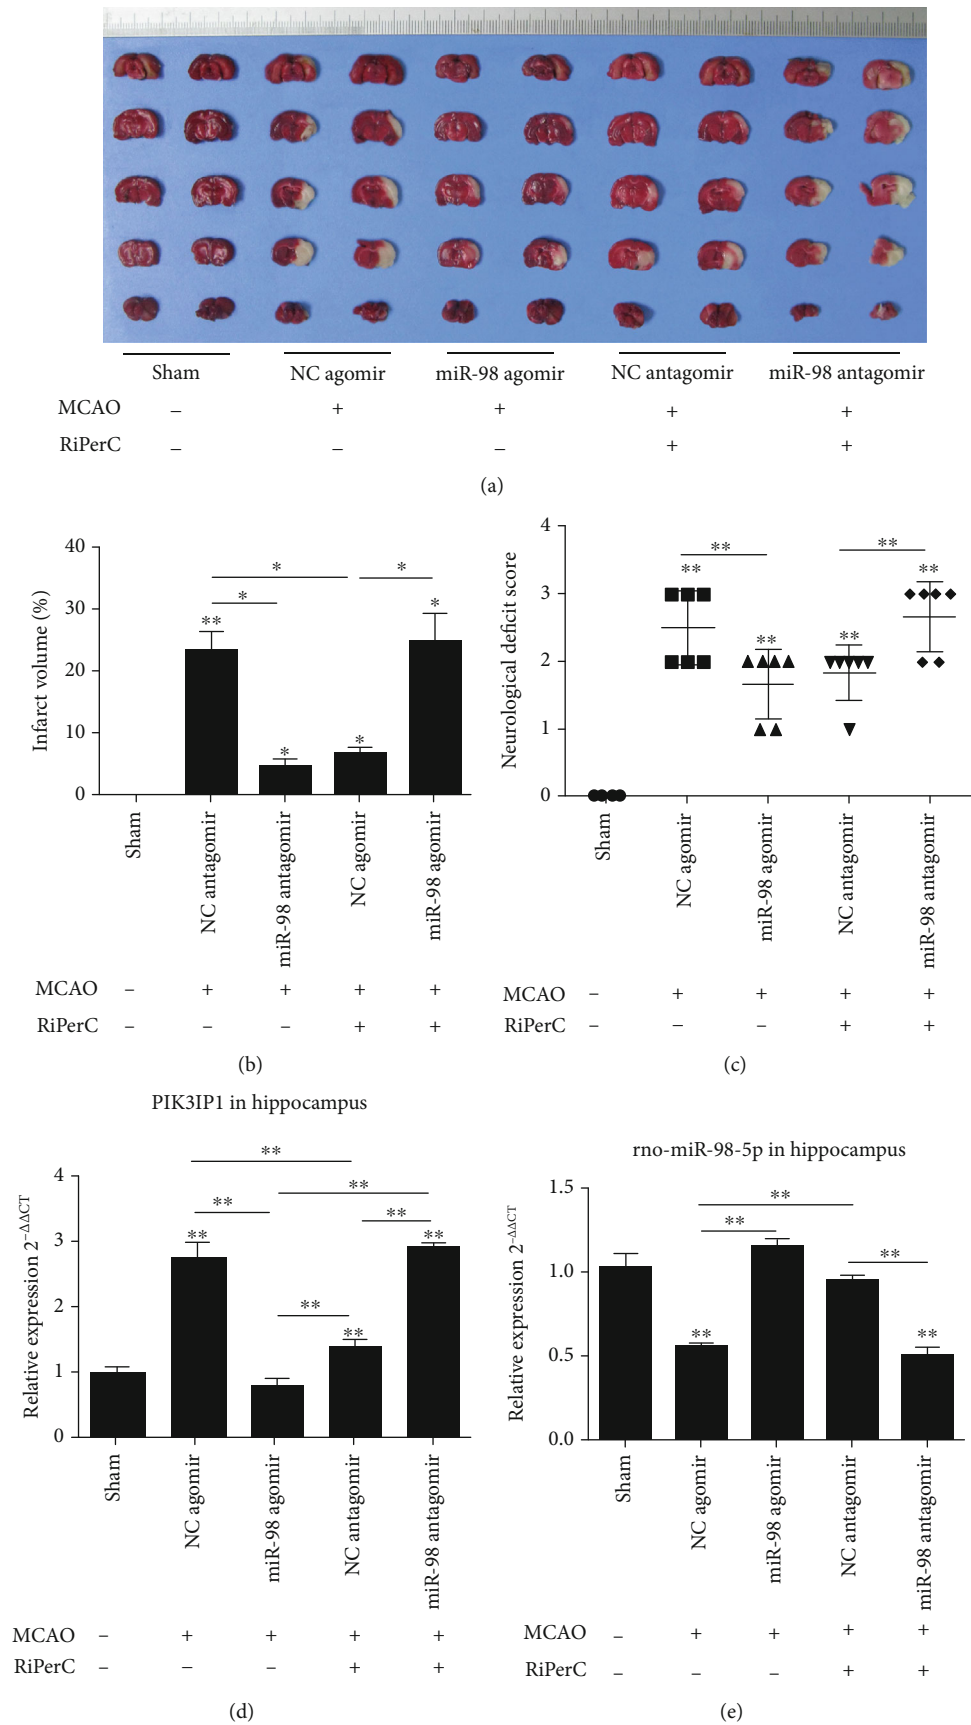 Sham NC agomir miR-98 agomir NC antagomir miR-98 antagomir
MCAO – + + + +
RiPerC – – – + +
(a)
Infarct volume (%)
40
30
20
10
0
**
*
*
*
*
*
*
Sham
NC antagomir
miR-98 antagomir
NC agomir
miR-98 agomir
MCAO – + + + +
RiPerC – – – + +
(b)
Neurological deficit score
4
3
2
1
0
**
**
**
**
**
**
Sham
NC agomir
miR-98 agomir
NC antagomir
miR-98 antagomir
MCAO – + + + +
RiPerC – – – + +
(c)
PIK3IP1 in hippocampus
Relative expression 2^−ΔΔCT
4
3
2
1
0
**
**
**
**
**
**
**
**
Sham
NC agomir
miR-98 agomir
NC antagomir
miR-98 antagomir
MCAO – + + + +
RiPerC – – – + +
(d)
rno-miR-98-5p in hippocampus
Relative expression 2^−ΔΔCT
1.5
1.0
0.5
0.0
**
**
**
**
**
Sham
NC agomir
miR-98 agomir
NC antagomir
miR-98 antagomir
MCAO – + + + +
RiPerC – – – + +
(e)